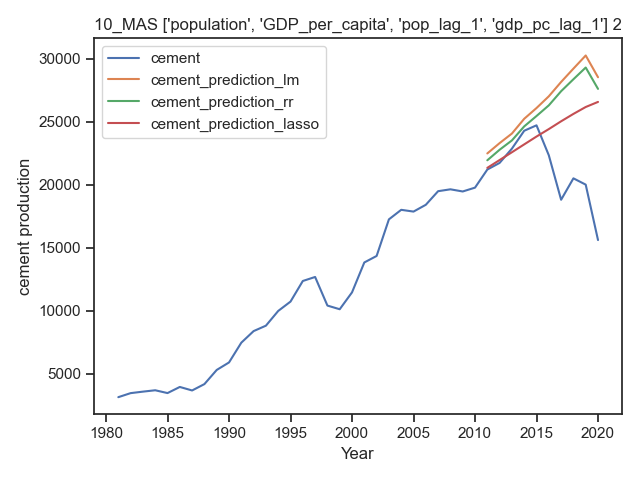 10_MAS ['population', 'GDP_per_capita', 'pop_lag_1', 'gdp_pc_lag_1'] 2
cement
cement_prediction_lm
cement_prediction_rr
cement_prediction_lasso
cement production
30000
25000
20000
15000
10000
5000
1980 1985 1990 1995 2000 2005 2010 2015 2020
Year